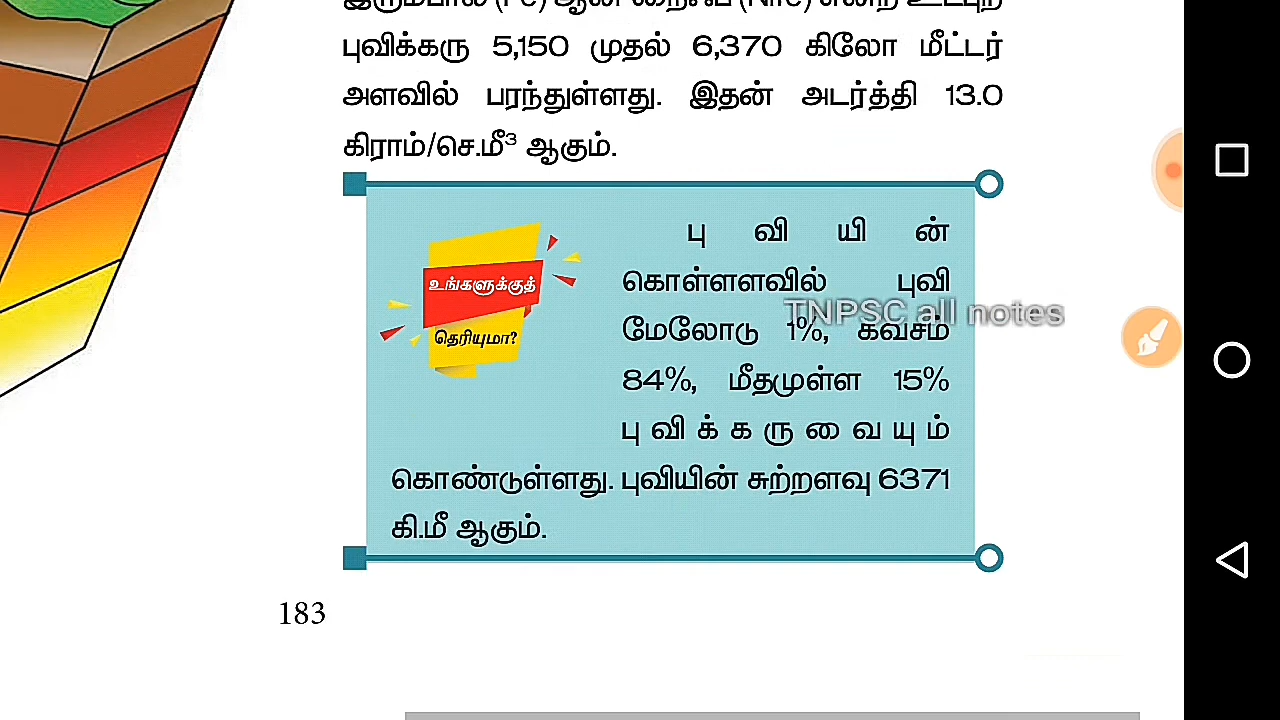 புவிக்கரு 5,150 முதல் 6,370 கிலோ மீட்டர்
அளவில் பரந்துள்ளது. இதன் அடர்த்தி 13.0
கிராம்/செ.மீ³ ஆகும்.
உங்களுக்குத்
தெரியுமா?
பு வி யி ன்
கொள்ளளவில் புவி
மேலோடு 1%, கவசம்
84%, மீதமுள்ள 15%
பு வி க் க ரு வை யு ம்
கொண்டுள்ளது. புவியின் சுற்றளவு 6371
கி.மீ ஆகும்.
TNPSC all notes
183